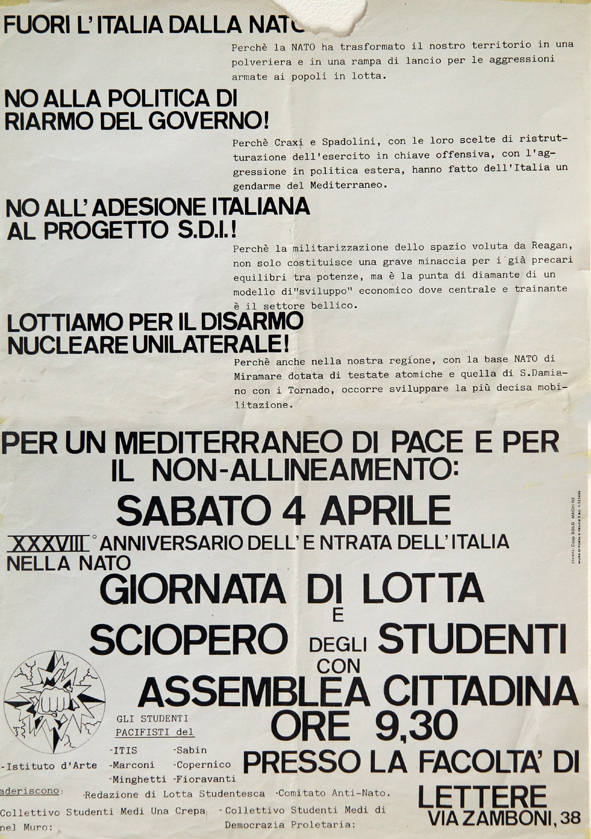 FUORI L'ITALIA DALLA NATO
Perchè la NATO ha trasformato il nostro territorio in una
polveriera e in una rampa di lancio per le aggressioni
armate ai popoli in lotta.
NO ALLA POLITICA DI
RIARMO DEL GOVERNO!
Perchè Craxi e Spadolini, con le loro scelte di ristrut-
turazione dell'esercito in chiave offensiva, con l'ag-
gressione in politica estera, hanno fatto dell'Italia un
gendarme del Mediterraneo.
NO ALL'ADESIONE ITALIANA
AL PROGETTO S.D.I.!
Perchè la militarizzazione dello spazio voluta da Reagan,
non solo costituisce una grave minaccia per i già precari
equilibri tra potenze, ma è la punta di diamante di un
modello di"sviluppo" economico dove centrale e trainante
è il settore bellico.
LOTTIAMO PER IL DISARMO
NUCLEARE UNILATERALE!
Perchè anche nella nostra regione, con la base NATO di
Miramare dotata di testate atomiche e quella di S.Damia-
no con i Tornado, occorre sviluppare la più decisa mobi-
litazione.
PER UN MEDITERRANEO DI PACE E PER
IL NON-ALLINEAMENTO:
SABATO 4 APRILE
XXXVIII° ANNIVERSARIO DELL'E NTRATA DELL'ITALIA
NELLA NATO
GIORNATA DI LOTTA
E
SCIOPERO DEGLI STUDENTI
CON
ASSEMBLEA CITTADINA
ORE 9,30
PRESSO LA FACOLTA' DI
LETTERE
VIA ZAMBONI, 38
GLI STUDENTI
PACIFISTI del
-ITIS -Sabin
-Istituto d'Arte -Marconi -Copernico
-Minghetti -Fioravanti
aderiscono: -Redazione di Lotta Studentesca -Comitato Anti-Nato.
Collettivo Studenti Medi Una Crepa -Collettivo Studenti Medi di
nel Muro: Democrazia Proletaria: